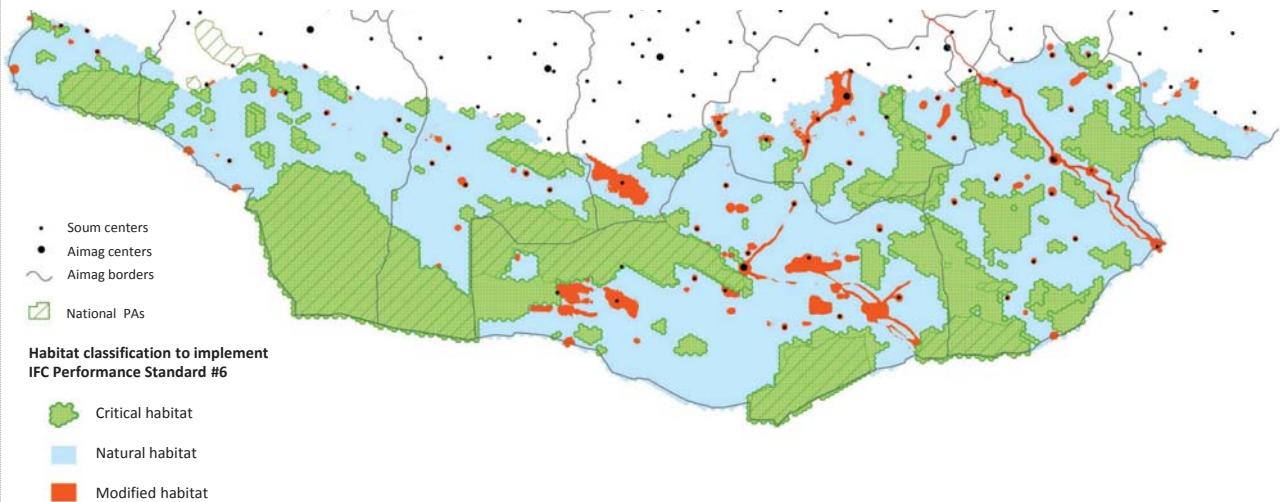 Soum centers
Aimag centers
Aimag borders
National PAs
Habitat classification to implement
IFC Performance Standard #6
Critical habitat
Natural habitat
Modified habitat